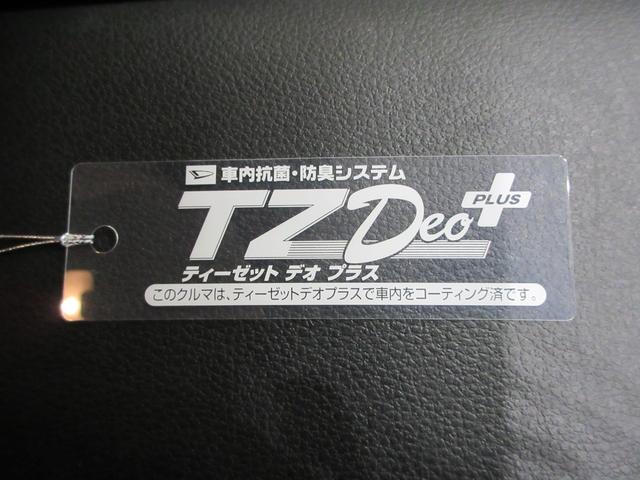 車内抗菌・防臭システム
TZDeo PLUS
ティーゼット デオ プラス
このクルマは、ティーゼットデオプラスで車内をコーティング済です。